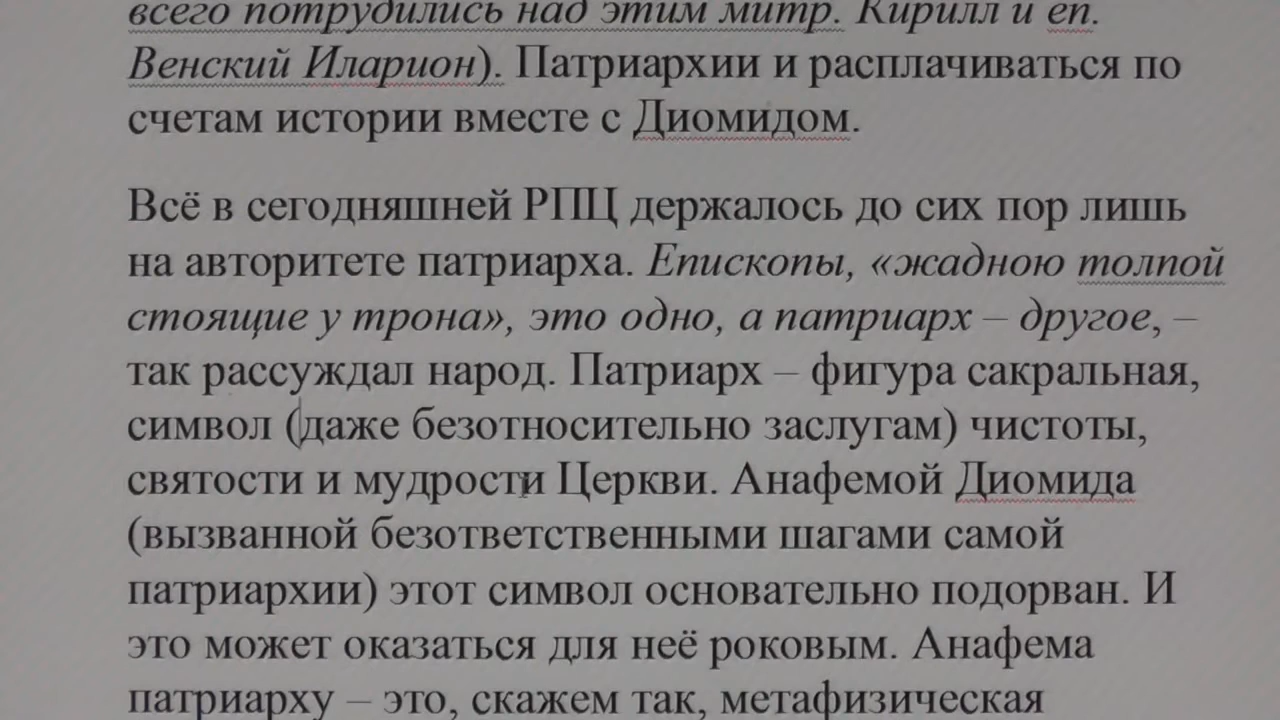 всего потрудились над этим митр. Кирилл и еп.
Венский Иларион). Патриархии и расплачиваться по
счетам истории вместе с Диомидом.
Всё в сегодняшней РПЦ держалось до сих пор лишь
на авторитете патриарха. Епископы, «жадною толпой
стоящие у трона», это одно, а патриарх – другое, –
так рассуждал народ. Патриарх – фигура сакральная,
символ (даже безотносительно заслугам) чистоты,
святости и мудрости Церкви. Анафемой Диомида
(вызванной безответственными шагами самой
патриархии) этот символ основательно подорван. И
это может оказаться для неё роковым. Анафема
патриарху – это, скажем так, метафизическая